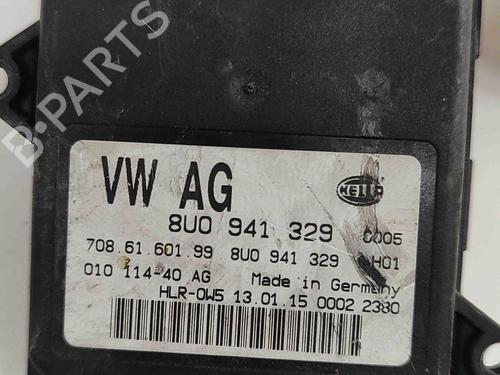 B-PARTS
VW AG
HELLA
8U0 941 329 0005
708.61.601.99 8U0 941 329 H01
010 114-40 AG Made in Germany
HLR-0W5 13.01.15 0002 2380